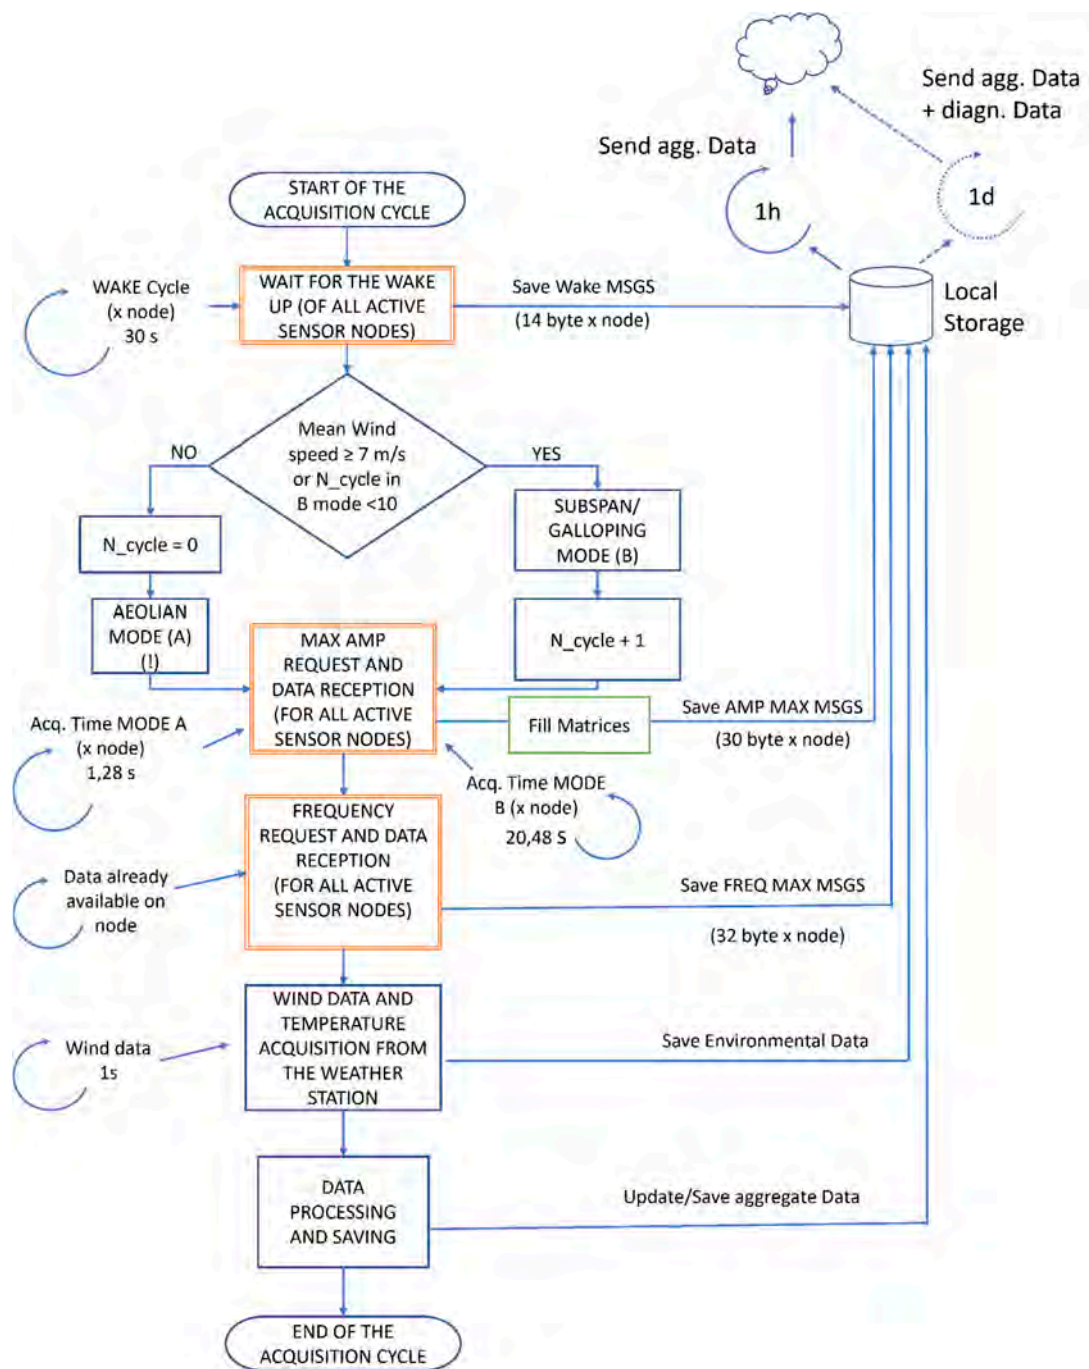 Send agg. Data
+ diagn. Data
Send agg. Data
1h
1d
START OF THE
ACQUISITION CYCLE
WAKE Cycle
(x node)
30 s
WAIT FOR THE WAKE
UP (OF ALL ACTIVE
SENSOR NODES)
Save Wake MSGS
(14 byte x node)
Local
Storage
Mean Wind
speed ≥ 7 m/s
or N_cycle in
B mode <10
NO
YES
N_cycle = 0
SUBSPAN/
GALLOPING
MODE (B)
AEOLIAN
MODE (A)
(!)
N_cycle + 1
MAX AMP
REQUEST AND
DATA RECEPTION
(FOR ALL ACTIVE
SENSOR NODES)
Fill Matrices
Save AMP MAX MSGS
(30 byte x node)
Acq. Time MODE A
(x node)
1,28 s
Acq. Time MODE
B (x node)
20,48 S
FREQUENCY
REQUEST AND DATA
RECEPTION
(FOR ALL ACTIVE
SENSOR NODES)
Data already
available on
node
Save FREQ MAX MSGS
(32 byte x node)
WIND DATA AND
TEMPERATURE
ACQUISITION FROM
THE WEATHER
STATION
Wind data
1s
Save Environmental Data
DATA
PROCESSING
AND SAVING
Update/Save aggregate Data
END OF THE
ACQUISITION CYCLE